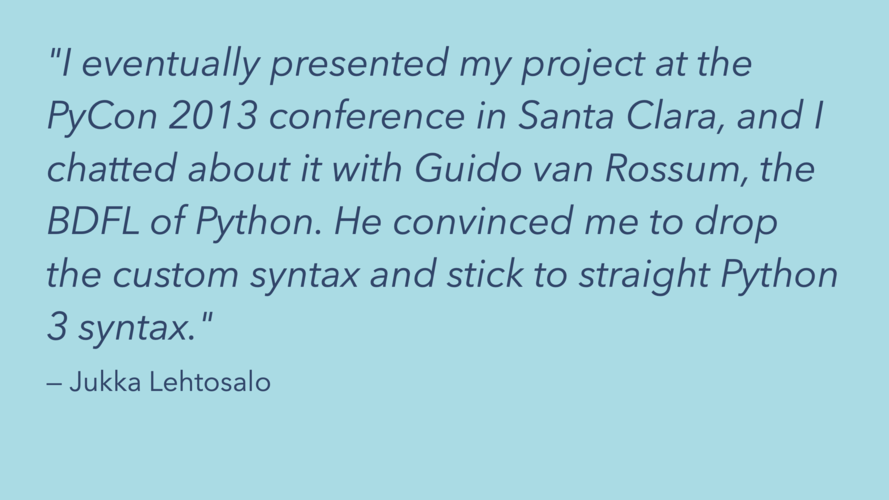 "I eventually presented my project at the
PyCon 2013 conference in Santa Clara, and I
chatted about it with Guido van Rossum, the
BDFL of Python. He convinced me to drop
the custom syntax and stick to straight Python
3 syntax."
– Jukka Lehtosalo